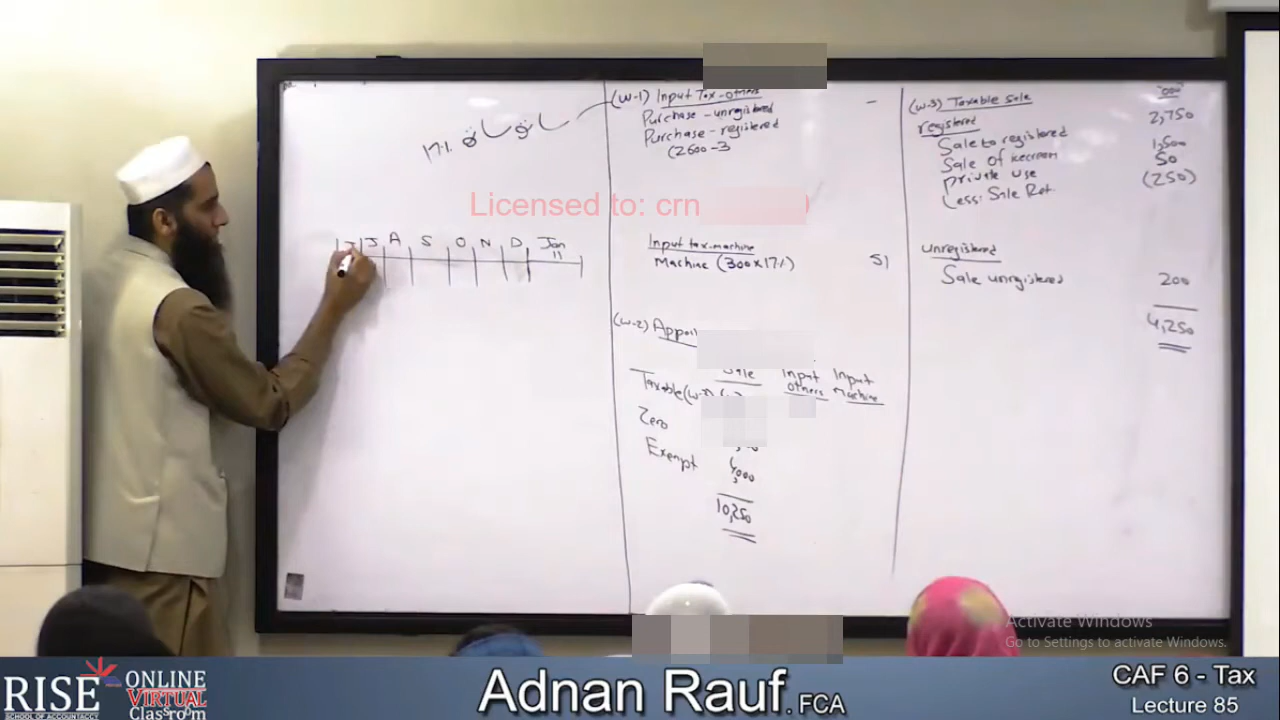 (W-1) Input Tax-Others
Purchase - unregistered -
Purchase - registered
(2600 - 3
17%
Licensed to: crn
J J A S O N D Jan
11
Input tax-machine
Machine (300x17%) 51
(W-2)
Sale Input Others Input Machine
Taxable (W-3)
Zero
Exempt 6,000
10,250
(W-3) Taxable Sale "000"
registered
Sale to registered 2,750
Sale of 1,500
Private use 50
Less: Sale Ret. (250)
Unregistered
Sale unregistered 200
4,250
Activate Windows
Go to Settings to activate Windows.
RISE
SCHOOL OF ACCOUNTANCY
ONLINE
VIRTUAL
Classroom
Adnan Rauf. FCA
CAF 6 - Tax
Lecture 85